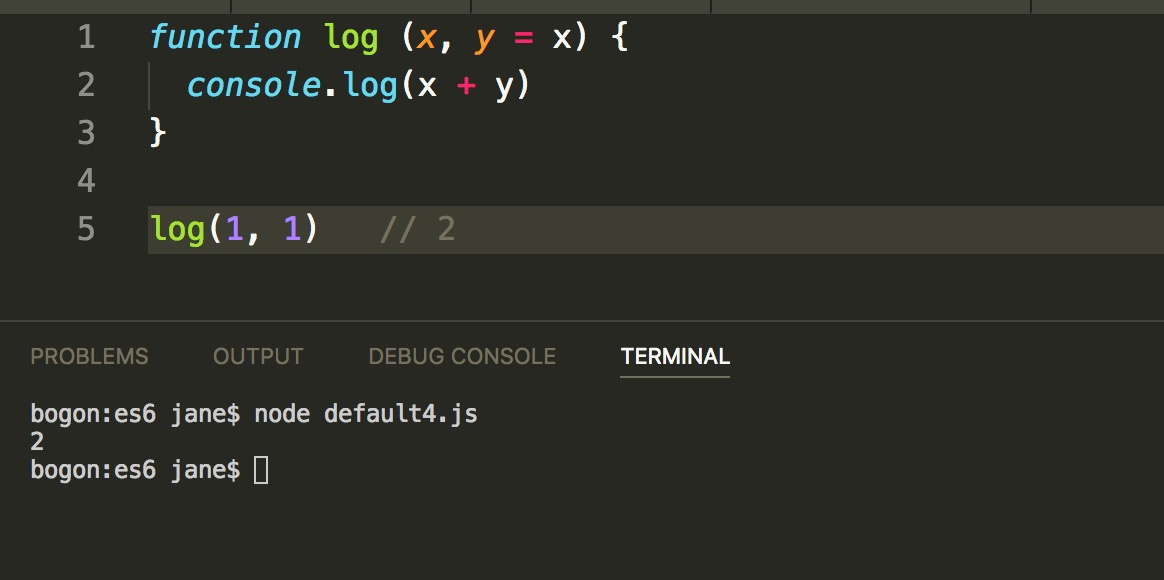 1 function log (x, y = x) {
2 console.log(x + y)
3 }
4
5 log(1, 1) // 2
PROBLEMS OUTPUT DEBUG CONSOLE TERMINAL
bogon:es6 jane$ node default4.js
2
bogon:es6 jane$